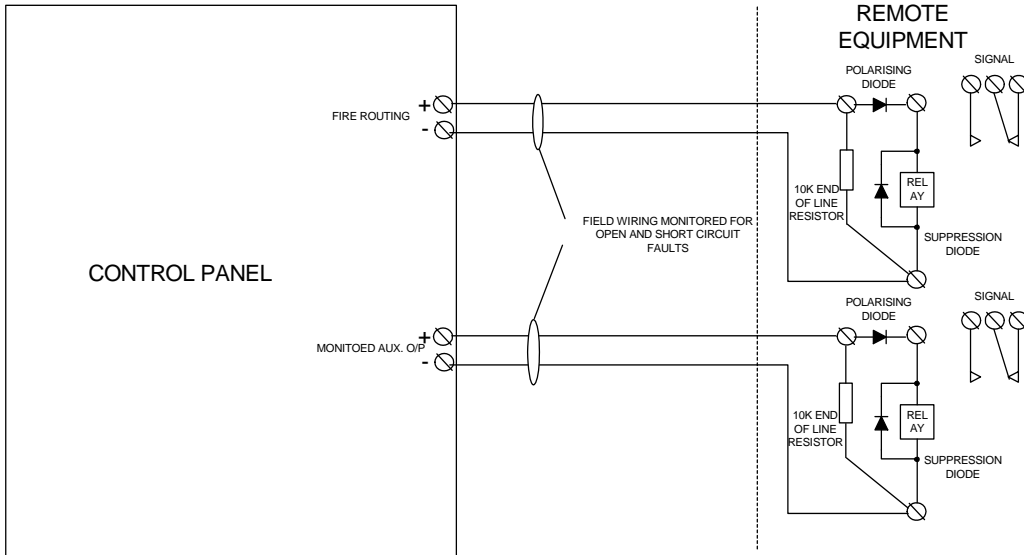 REMOTE
EQUIPMENT
SIGNAL
POLARISING
DIODE
+
FIRE ROUTING
-
10K END
OF LINE
RESISTOR
REL
AY
FIELD WIRING MONITORED FOR
OPEN AND SHORT CIRCUIT
FAULTS
SUPPRESSION
DIODE
CONTROL PANEL
SIGNAL
POLARISING
DIODE
+
MONITOED AUX. O/P
-
10K END
OF LINE
RESISTOR
REL
AY
SUPPRESSION
DIODE